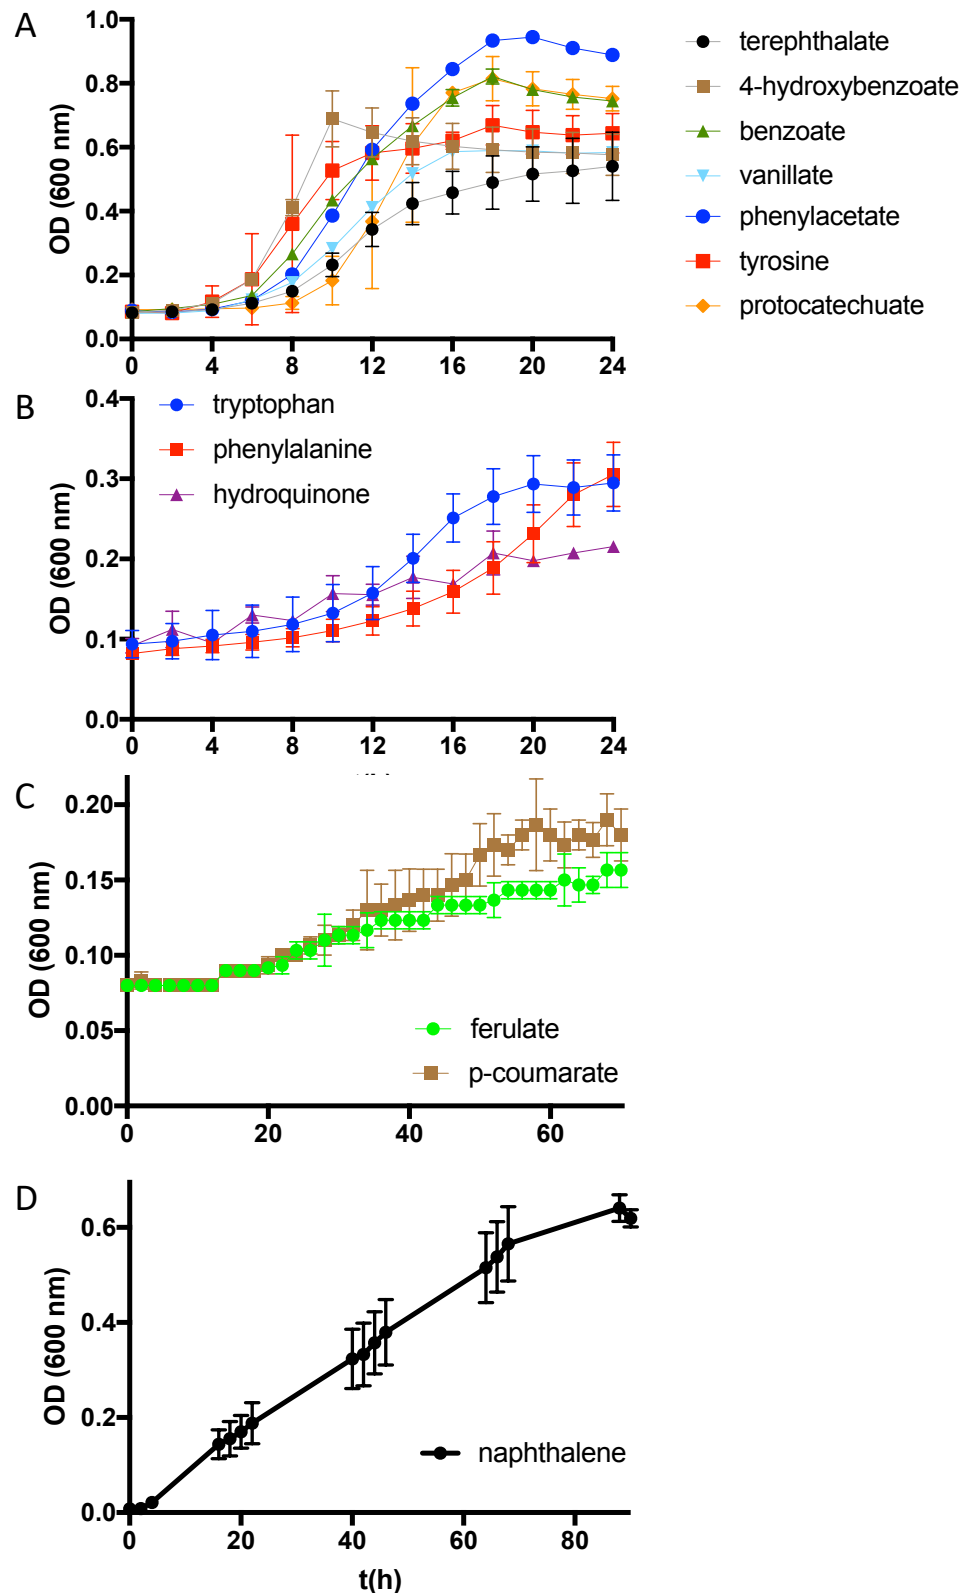 A
OD (600 nm)
1.0
0.8
0.6
0.4
0.2
0.0
0 4 8 12 16 20 24
terephthalate
4-hydroxybenzoate
benzoate
vanillate
phenylacetate
tyrosine
protocatechuate
B
OD (600 nm)
0.4
0.3
0.2
0.1
0.0
0 4 8 12 16 20 24
tryptophan
phenylalanine
hydroquinone
C
OD (600 nm)
0.20
0.15
0.10
0.05
0.00
0 20 40 60
ferulate
p-coumarate
D
OD (600 nm)
0.6
0.4
0.2
0.0
0 20 40 60 80
naphthalene
t(h)